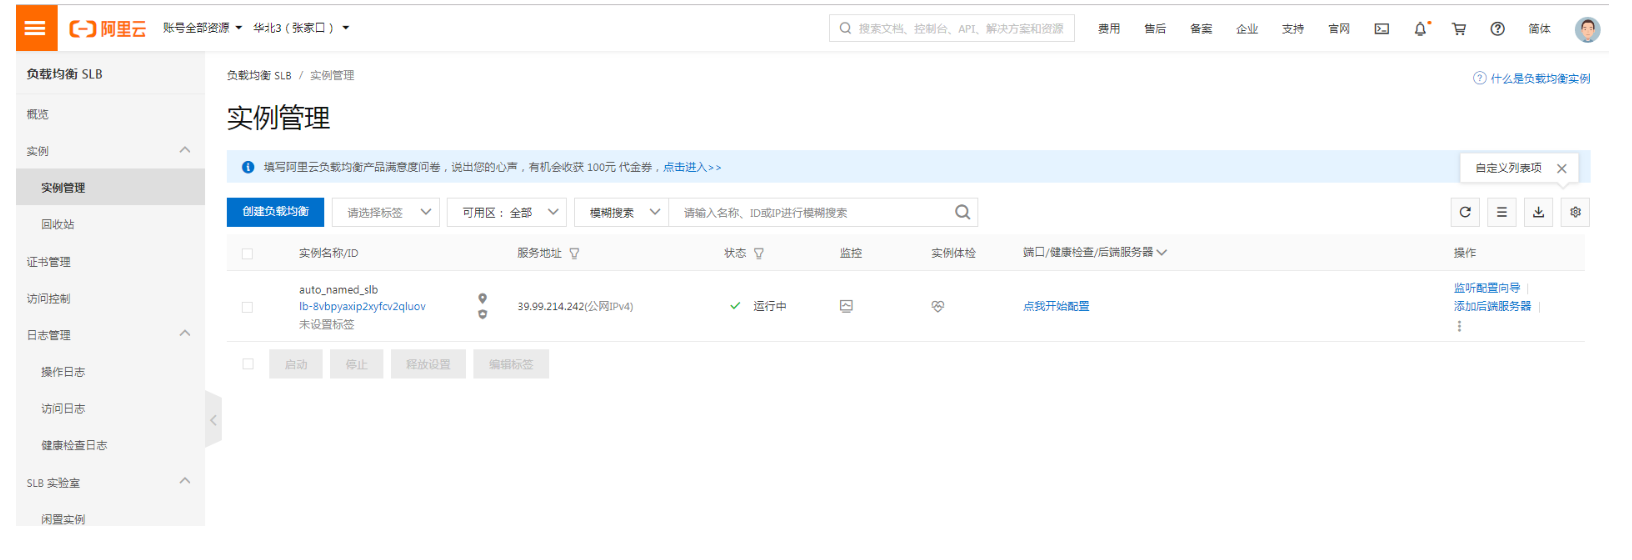 阿里云 账号全部资源 华北3（张家口） 搜索文档、控制台、API、解决方案和资源 费用 售后 备案 企业 支持 官网 简体
负载均衡 SLB
概览
实例
实例管理
回收站
证书管理
访问控制
日志管理
操作日志
访问日志
健康检查日志
SLB 实验室
闲置实例
负载均衡 SLB / 实例管理
什么是负载均衡实例
实例管理
填写阿里云负载均衡产品满意度问卷，说出您的心声，有机会收获 100元 代金券，点击进入>>
自定义列表项
创建负载均衡 请选择标签 可用区： 全部 模糊搜索 请输入名称、ID或IP进行模糊搜索
实例名称/ID 服务地址 状态 监控 实例体检 端口/健康检查/后端服务器 操作
auto_named_slb
lb-8vbpyaxip2xyfcv2qluov
未设置标签
39.99.214.242(公网IPv4) 运行中 点我开始配置
监听配置向导
添加后端服务器
启动 停止 释放设置 编辑标签